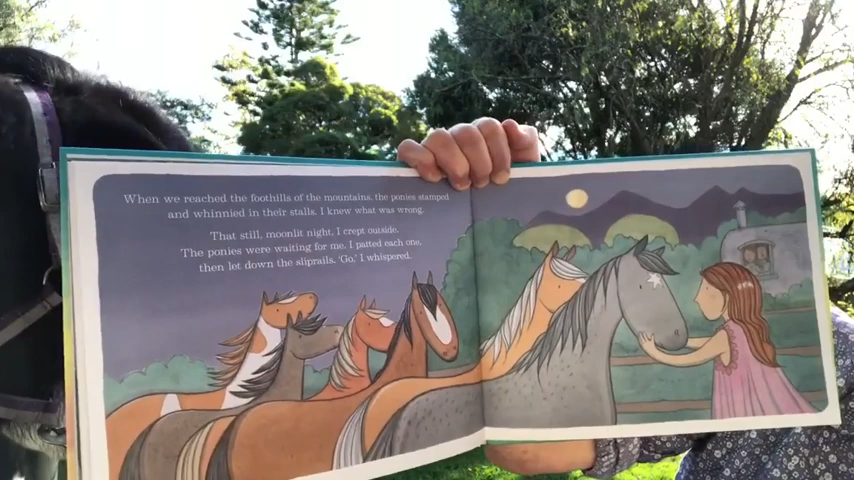 When we reached the foothills of the mountains, the ponies stamped
and whinnied in their stalls. I knew what was wrong.
That still, moonlit night, I crept outside.
The ponies were waiting for me. I patted each one,
then let down the sliprails. ‘Go,’ I whispered.